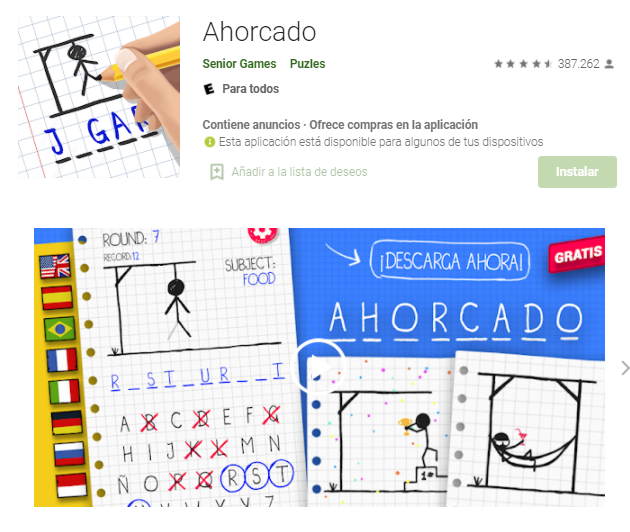 Ahorcado
Senior Games Puzles
387.262
E Para todos
Contiene anuncios · Ofrece compras en la aplicación
Esta aplicación está disponible para algunos de tus dispositivos
Añadir a la lista de deseos
Instalar
J GAR
ROUND: 7
RECORD:12
SUBJECT:
FOOD
R _ S T _ U R _ _ T
A B C D E F G
H I J K L M N
Ñ O P Q R S T
¡DESCARGA AHORA!
GRATIS
AHORCADO
1º